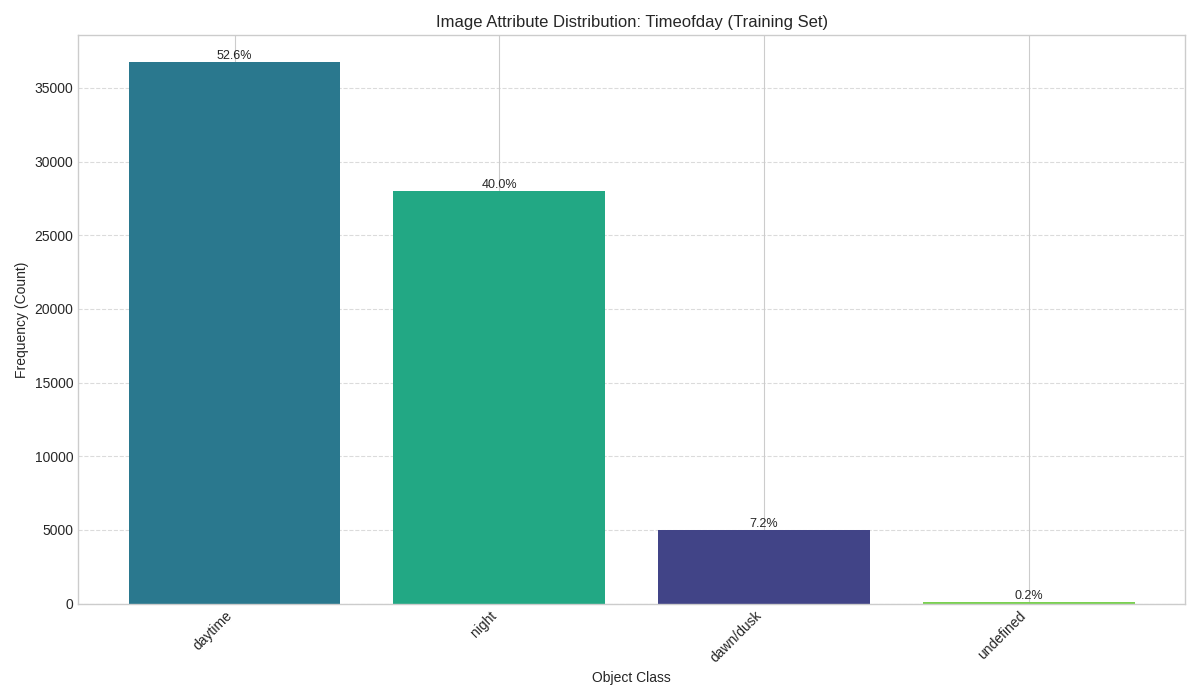 Image Attribute Distribution: Timeofday (Training Set)
52.6%
40.0%
7.2%
0.2%
35000
30000
25000
20000
15000
10000
5000
0
Frequency (Count)
daytime
night
dawn/dusk
undefined
Object Class